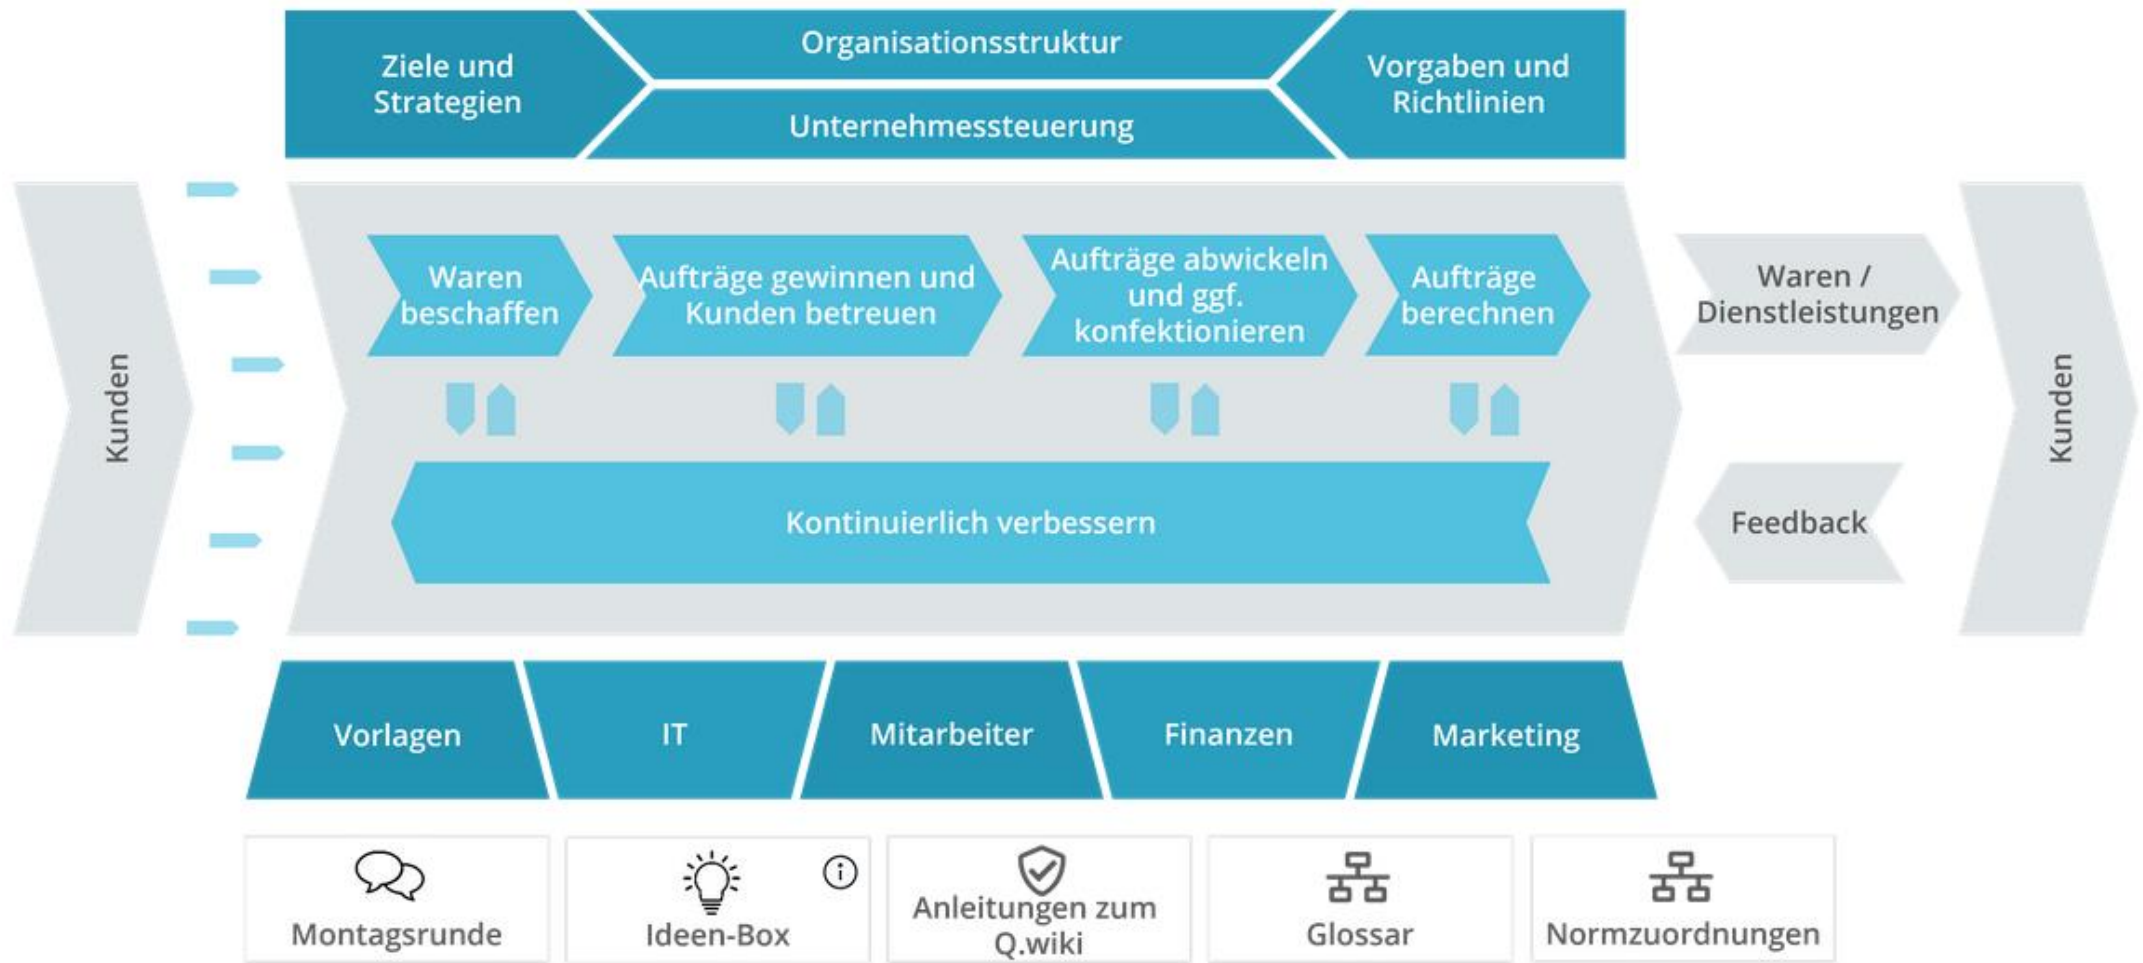 Ziele und
Strategien
Organisationsstruktur
Unternehmessteuerung
Vorgaben und
Richtlinien
Kunden
Waren
beschaffen
Aufträge gewinnen und
Kunden betreuen
Aufträge abwickeln
und ggf.
konfektionieren
Aufträge
berechnen
Waren /
Dienstleistungen
Kontinuierlich verbessern
Feedback
Kunden
Vorlagen
IT
Mitarbeiter
Finanzen
Marketing
Montagsrunde
Ideen-Box
Anleitungen zum
Q.wiki
Glossar
Normzuordnungen